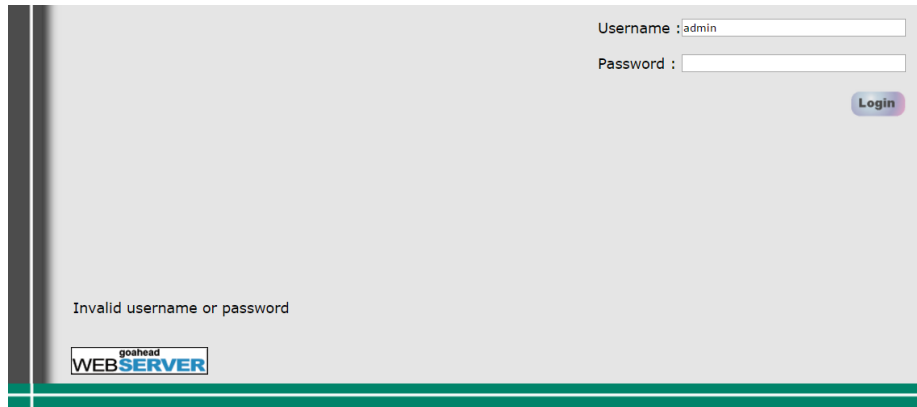 Username : admin
Password :
Login
Invalid username or password
goahead
WEBSERVER